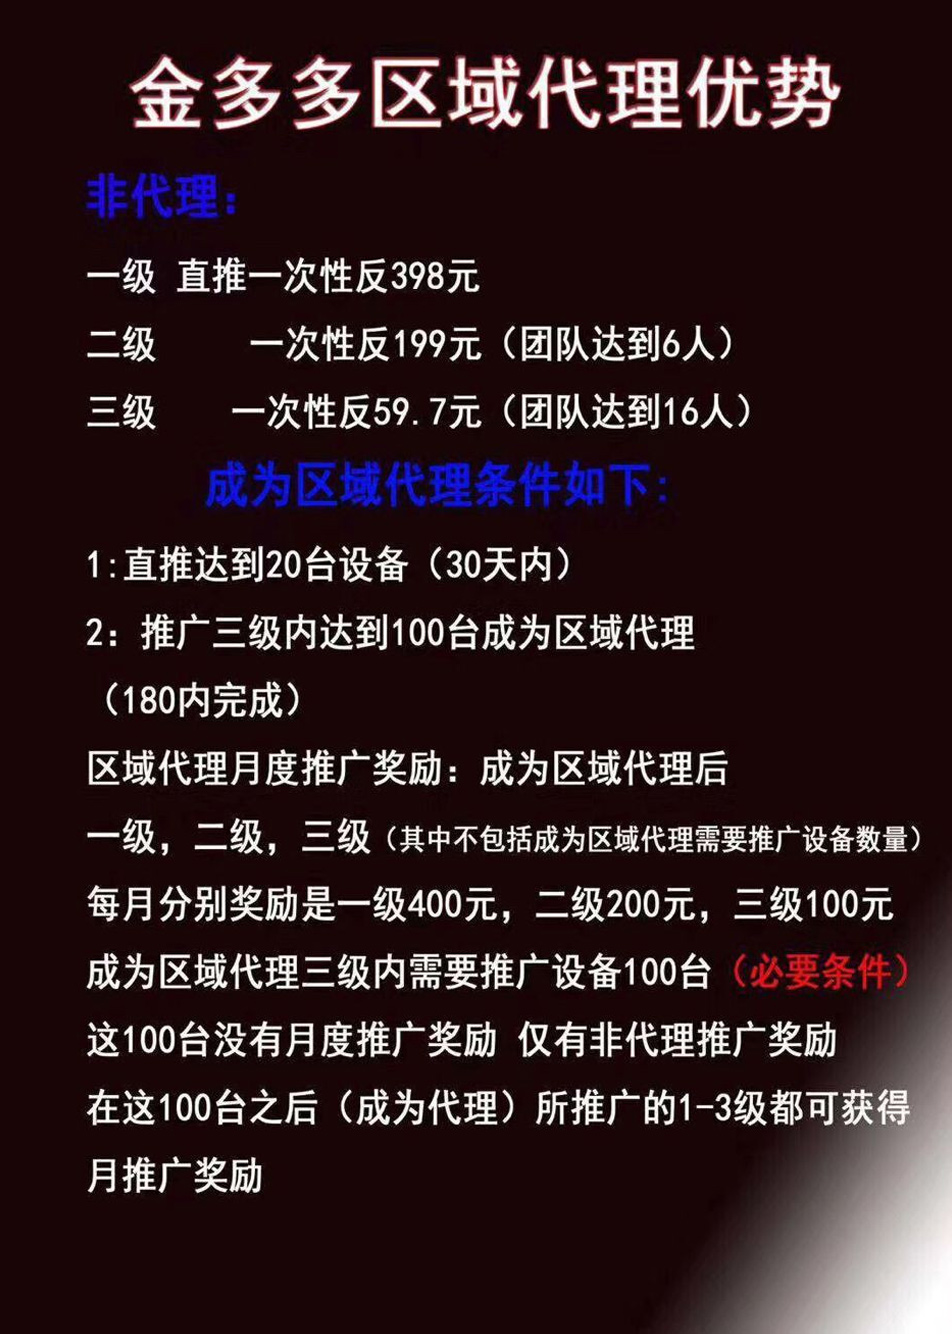 金多多区域代理优势
非代理：
一级 直推一次性反398元
二级 一次性反199元（团队达到6人）
三级 一次性反59.7元（团队达到16人）
成为区域代理条件如下:
1:直推达到20台设备（30天内）
2：推广三级内达到100台成为区域代理
（180内完成）
区域代理月度推广奖励：成为区域代理后
一级，二级，三级（其中不包括成为区域代理需要推广设备数量）
每月分别奖励是一级400元，二级200元，三级100元
成为区域代理三级内需要推广设备100台（必要条件）
这100台没有月度推广奖励 仅有非代理推广奖励
在这100台之后（成为代理）所推广的1-3级都可获得
月推广奖励